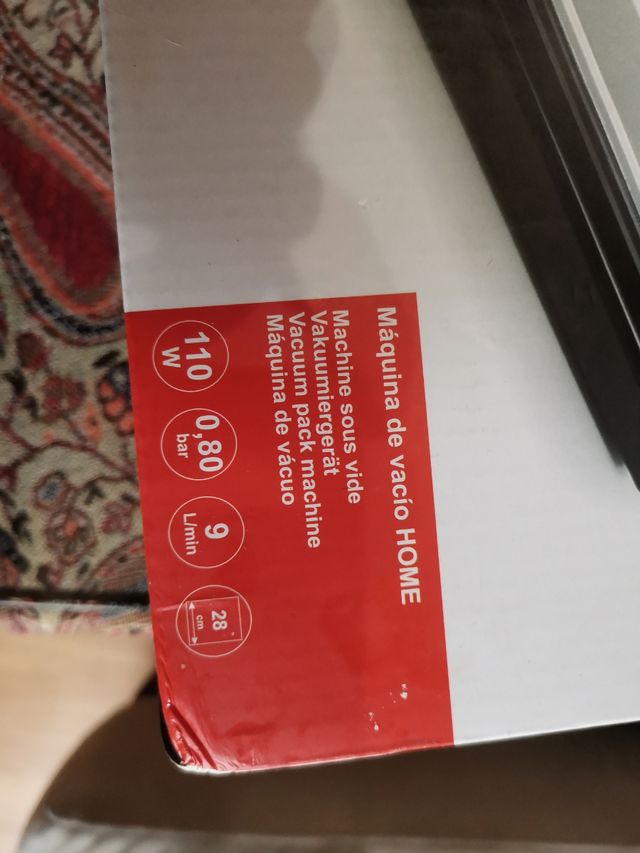 Máquina de vacío HOME
Machine sous vide
Vakuumiergerät
Vacuum pack machine
Máquina de vácuo
110
W
0,80
bar
9
L/min
28
cm